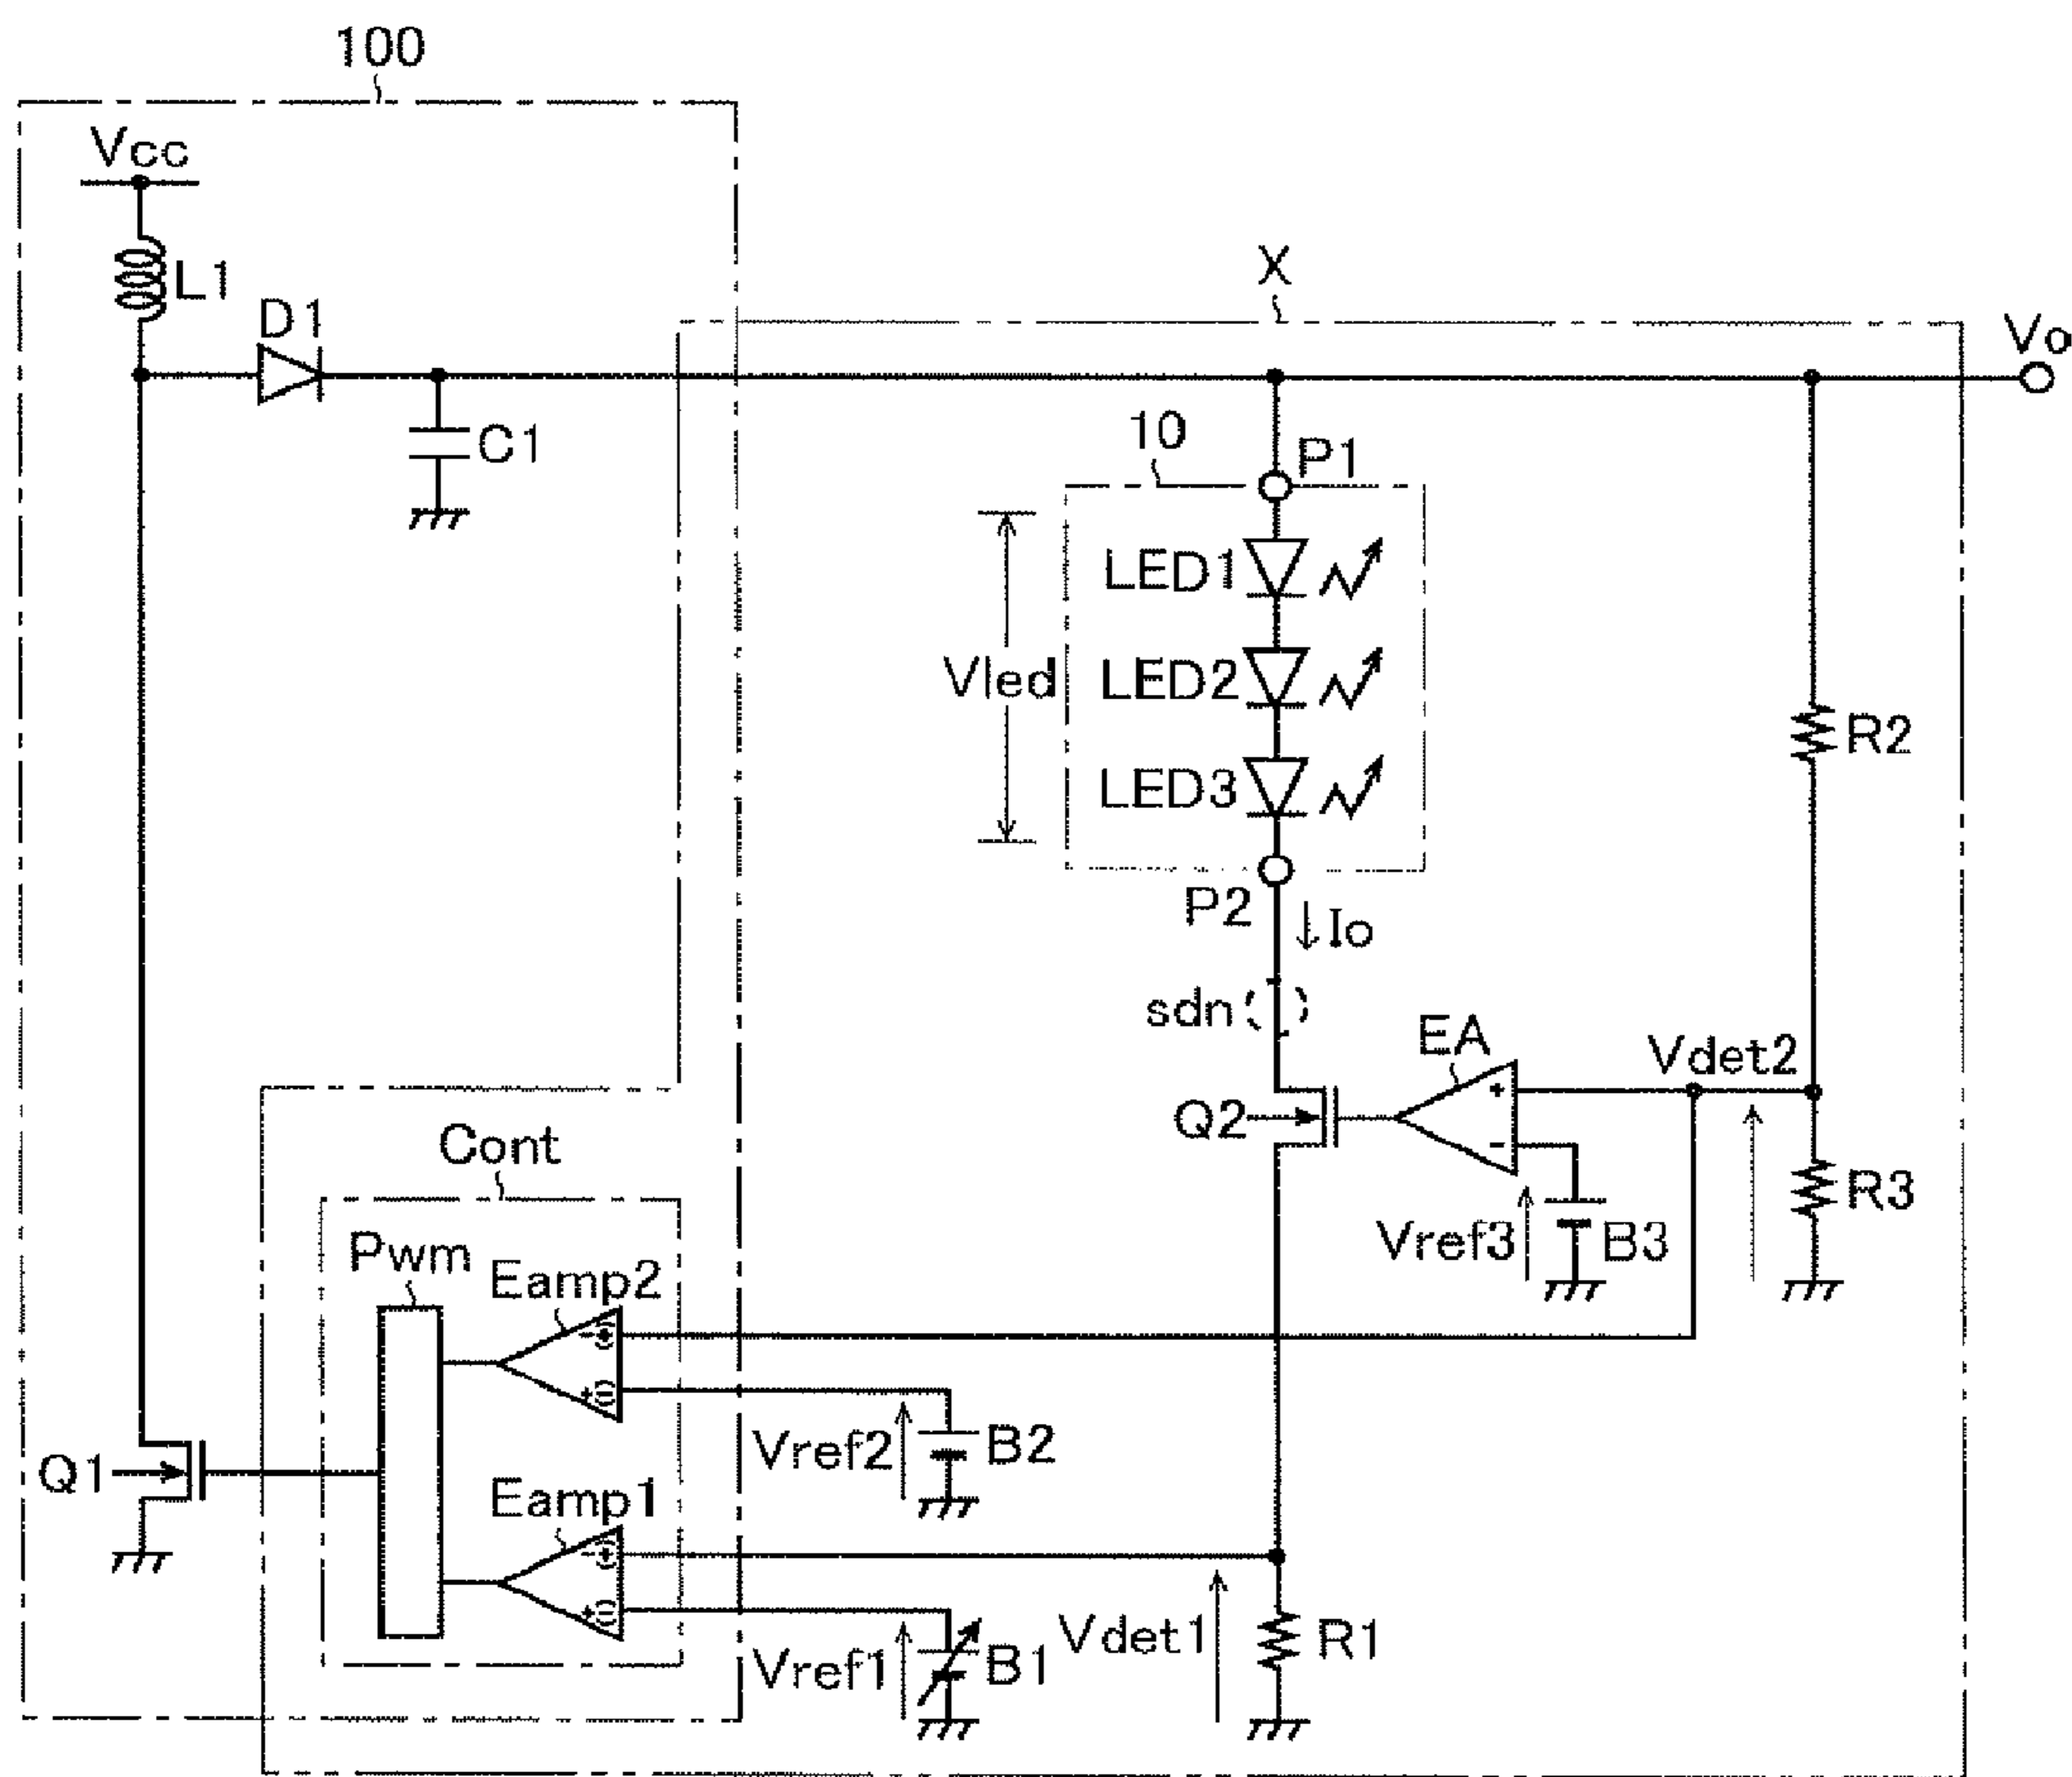 100
Vcc
L1
D1
X
Vo
C1
10
P1
LED1
Vled
LED2
R2
LED3
P2
Io
sdn
EA
Vdet2
+
Q2
-
Cont
R3
Vref3
B3
Pwm
Eamp2
-(+)
+(-)
Vref2
B2
Q1
Eamp1
-(+)
+(-)
Vdet1
R1
Vref1
B1